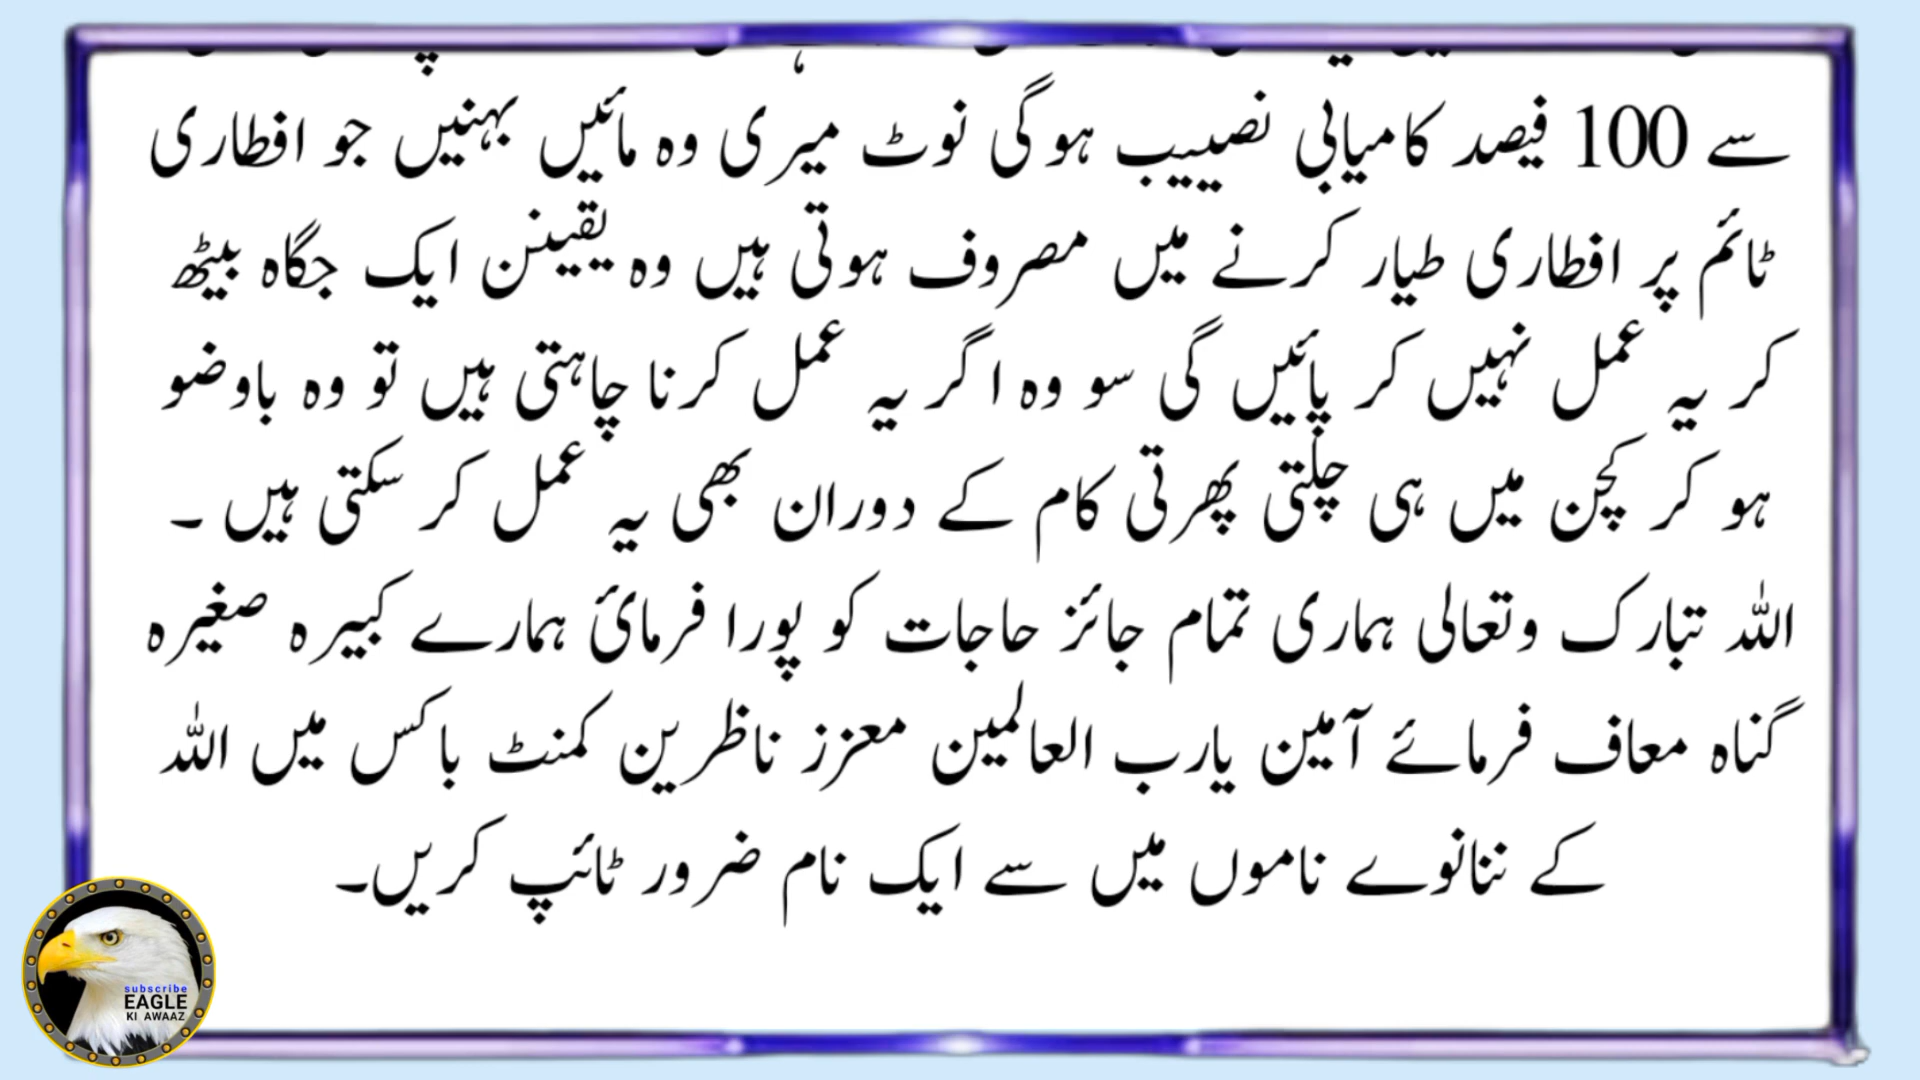 سے 100 فیصد کامیابی نصییب ہوگی نوٹ میری وہ مائیں بہنیں جو افطاری
ٹائم پر افطاری طیار کرنے میں مصروف ہوتی ہیں وہ یقیینن ایک جگاہ بیٹھ
کر یہ عمل نہیں کر پائیں گی سو وہ اگر یہ عمل کرنا چاہتی ہیں تو وہ باوضو
ہو کر کچن میں ہی چلتی پھرتی کام کے دوران بھی یہ عمل کر سکتی ہیں ۔
اللہ تبارک وتعالی ہماری تمام جائز حاجات کو پورا فرمائ ہمارے کبیرہ صغیرہ
گناہ معاف فرمائے آمین یارب العالمین معزز ناظرین کمنٹ باکس میں اللہ
کے ننانوے ناموں میں سے ایک نام ضرور ٹائپ کریں۔
subscribe
EAGLE
KI AWAAZ